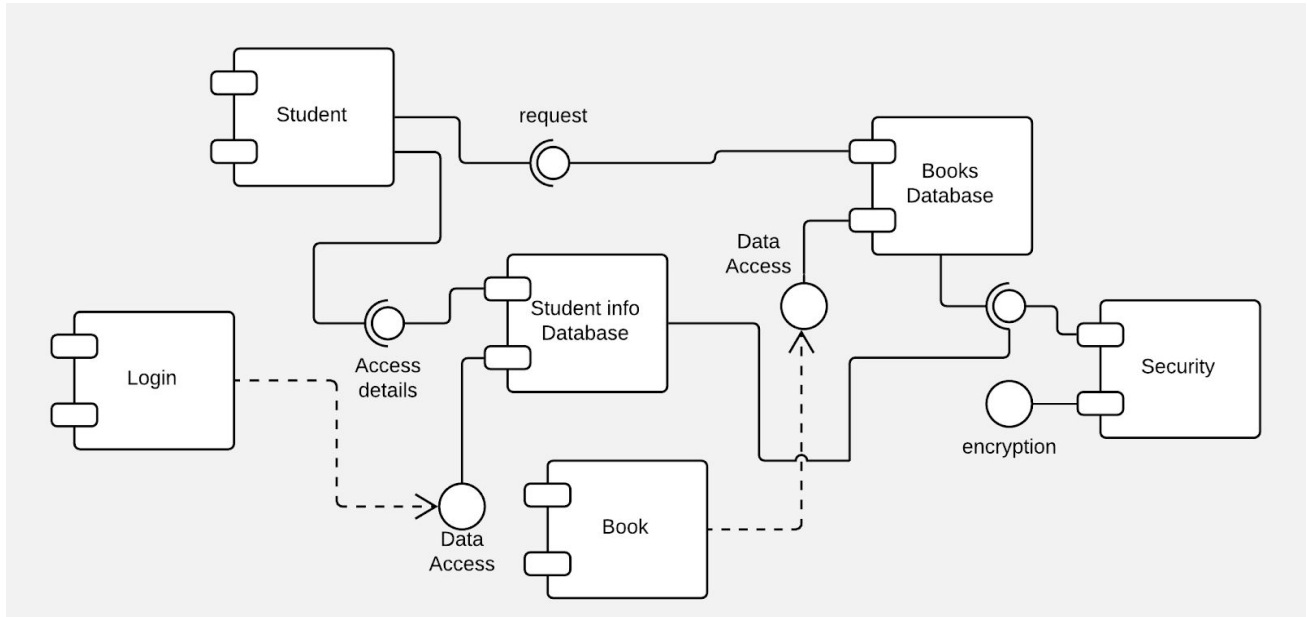 Student
request
Books
Database
Data
Access
Student info
Database
Access
details
Login
Security
encryption
Data
Access
Book